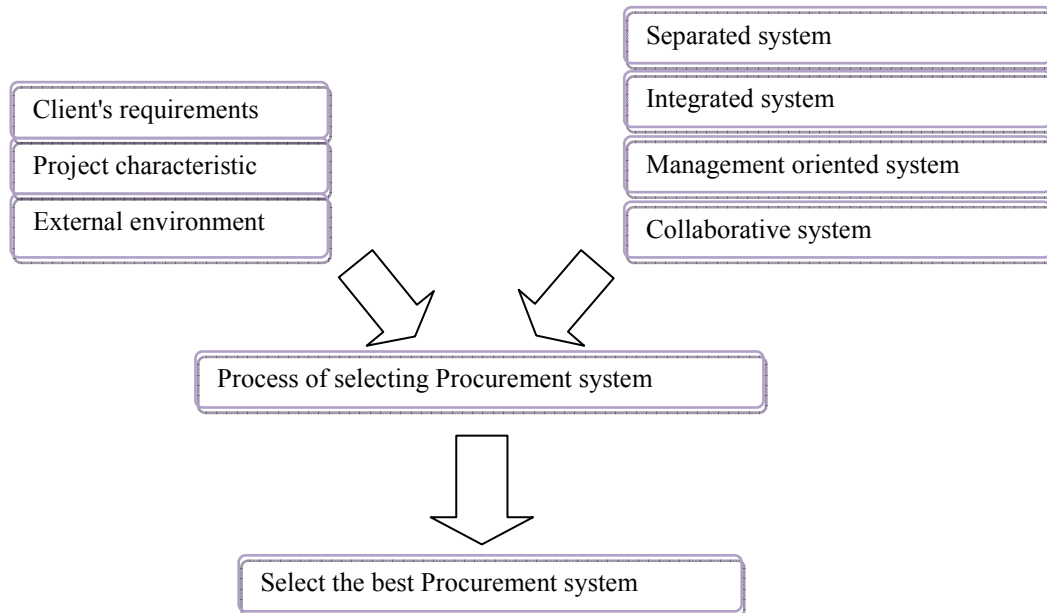 Client's requirements
Project characteristic
External environment
Separated system
Integrated system
Management oriented system
Collaborative system
Process of selecting Procurement system
Select the best Procurement system